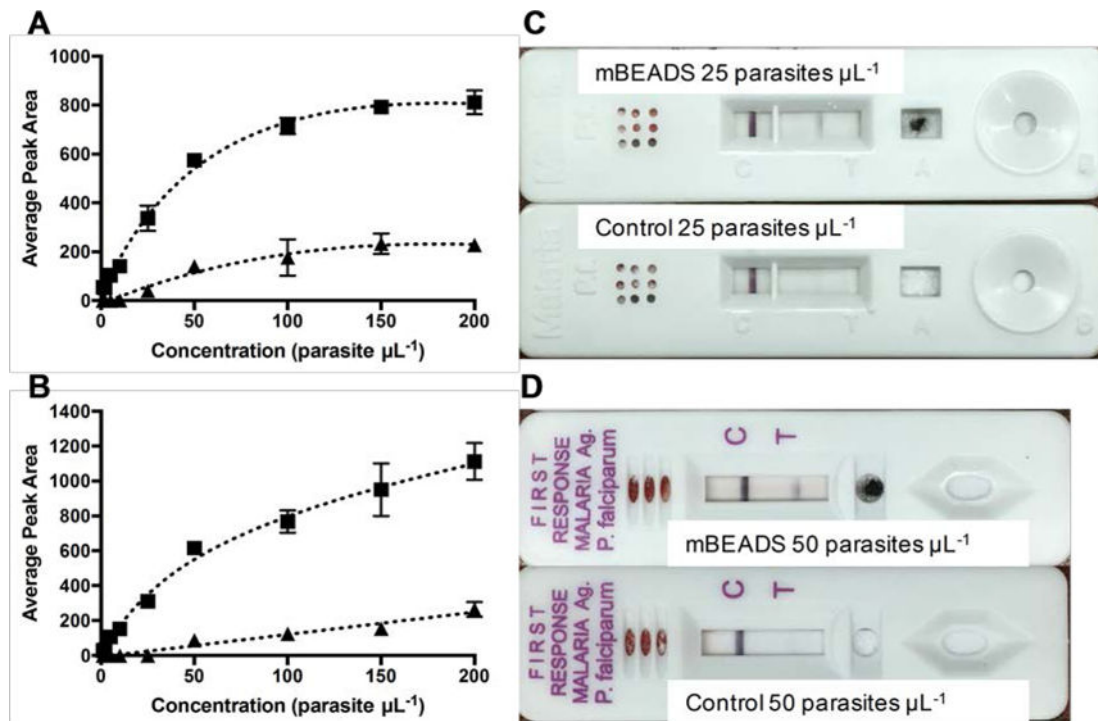 A
1000
800
600
400
200
0
Average Peak Area
0 50 100 150 200
Concentration (parasite µL⁻¹)
B
1400
1200
1000
800
600
400
200
0
Average Peak Area
0 50 100 150 200
Concentration (parasite µL⁻¹)
C
mBEADS 25 parasites µL⁻¹
C T A
Control 25 parasites µL⁻¹
Malaria
P.f.
C T A B
D
FIRST
RESPONSE
MALARIA Ag.
P. falciparum
C T
mBEADS 50 parasites µL⁻¹
FIRST
RESPONSE
MALARIA Ag.
P. falciparum
C T
Control 50 parasites µL⁻¹